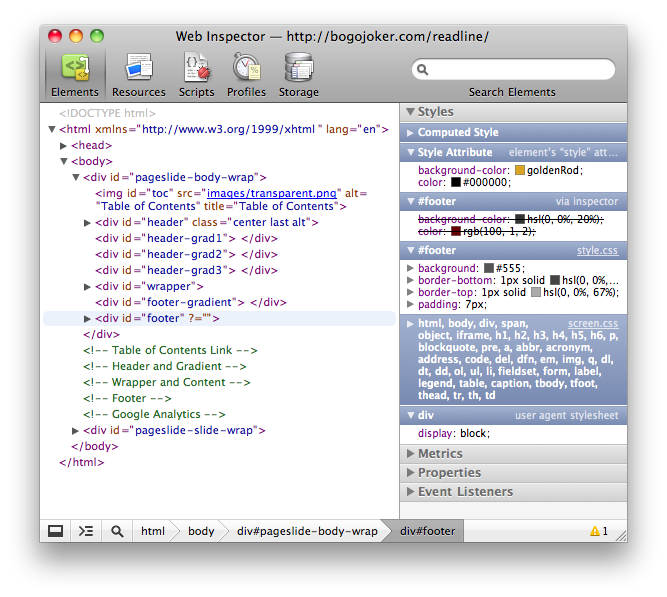 Web Inspector — http://bogojoker.com/readline/
Elements Resources Scripts Profiles Storage
Search Elements
<!DOCTYPE html>
<html xmlns="http://www.w3.org/1999/xhtml " lang="en">
<head>
<body>
<div id="pageslide-body-wrap">
<img id="toc" src="images/transparent.png" alt=
"Table of Contents" title="Table of Contents">
<div id="header" class="center last alt">
<div id="header-grad1"> </div>
<div id="header-grad2"> </div>
<div id="header-grad3"> </div>
<div id="wrapper">
<div id="footer-gradient"> </div>
<div id="footer" ?="">
</div>
<!-- Table of Contents Link -->
<!-- Header and Gradient -->
<!-- Wrapper and Content -->
<!-- Footer -->
<!-- Google Analytics -->
<div id="pageslide-slide-wrap">
</body>
</html>
Styles
Computed Style
Style Attribute element's "style" att...
background-color: goldenRod;
color: #000000;
#footer via inspector
background-color: hsl(0, 0%, 20%);
color: rgb(100, 1, 2);
#footer style.css
background: #555;
border-bottom: 1px solid hsl(0, 0%,...
border-top: 1px solid hsl(0, 0%, 67%);
padding: 7px;
html, body, div, span, screen.css
object, iframe, h1, h2, h3, h4, h5, h6, p,
blockquote, pre, a, abbr, acronym,
address, code, del, dfn, em, img, q, dl,
dt, dd, ol, ul, li, fieldset, form, label,
legend, table, caption, tbody, tfoot,
thead, tr, th, td
div user agent stylesheet
display: block;
Metrics
Properties
Event Listeners
html body div#pageslide-body-wrap div#footer 1